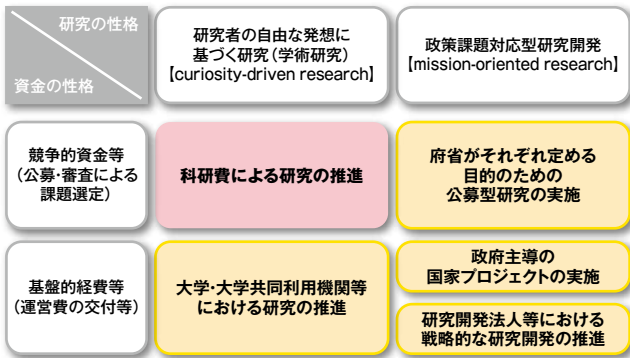 研究の性格
資金の性格
研究者の自由な発想に
基づく研究（学術研究）
【curiosity-driven research】
政策課題対応型研究開発
【mission-oriented research】
競争的資金等
（公募・審査による
課題選定）
科研費による研究の推進
府省がそれぞれ定める
目的のための
公募型研究の実施
基盤的経費等
（運営費の交付等）
大学・大学共同利用機関等
における研究の推進
政府主導の
国家プロジェクトの実施
研究開発法人等における
戦略的な研究開発の推進